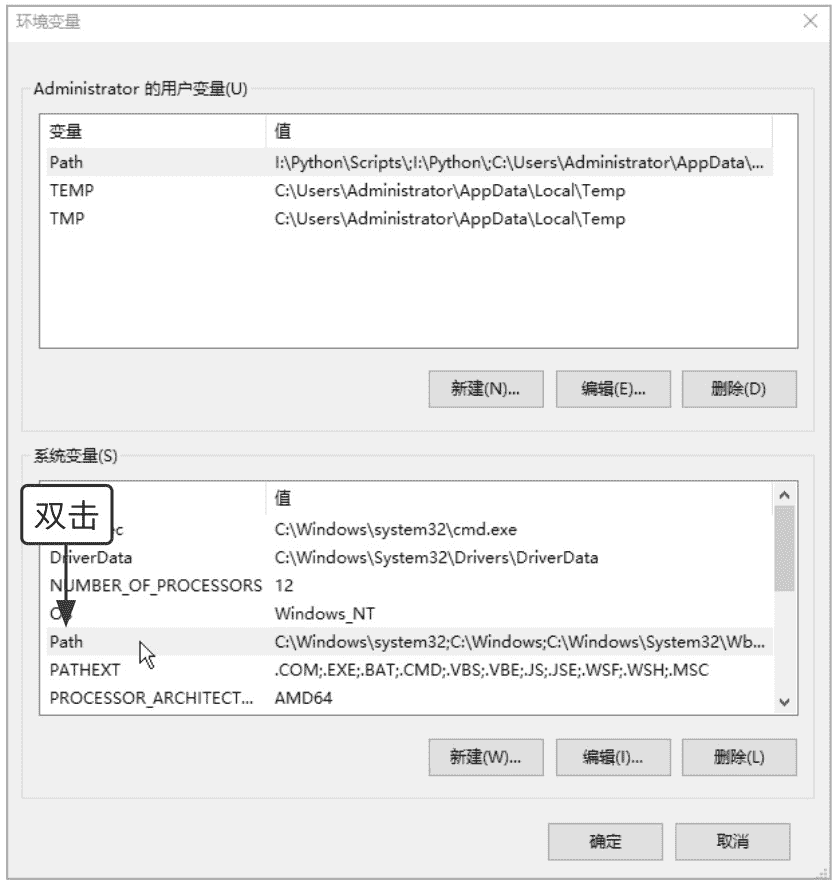 环境变量
Administrator 的用户变量(U)
变量 值
Path I:\Python\Scripts\;I:\Python\;C:\Users\Administrator\AppData\...
TEMP C:\Users\Administrator\AppData\Local\Temp
TMP C:\Users\Administrator\AppData\Local\Temp
新建(N)... 编辑(E)... 删除(D)
系统变量(S)
值
双击
C:\Windows\system32\cmd.exe
DriverData C:\Windows\System32\Drivers\DriverData
NUMBER_OF_PROCESSORS 12
OS Windows_NT
Path C:\Windows\system32;C:\Windows;C:\Windows\System32\Wb...
PATHEXT .COM;.EXE;.BAT;.CMD;.VBS;.VBE;.JS;.JSE;.WSF;.WSH;.MSC
PROCESSOR_ARCHITECT... AMD64
新建(W)... 编辑(I)... 删除(L)
确定 取消